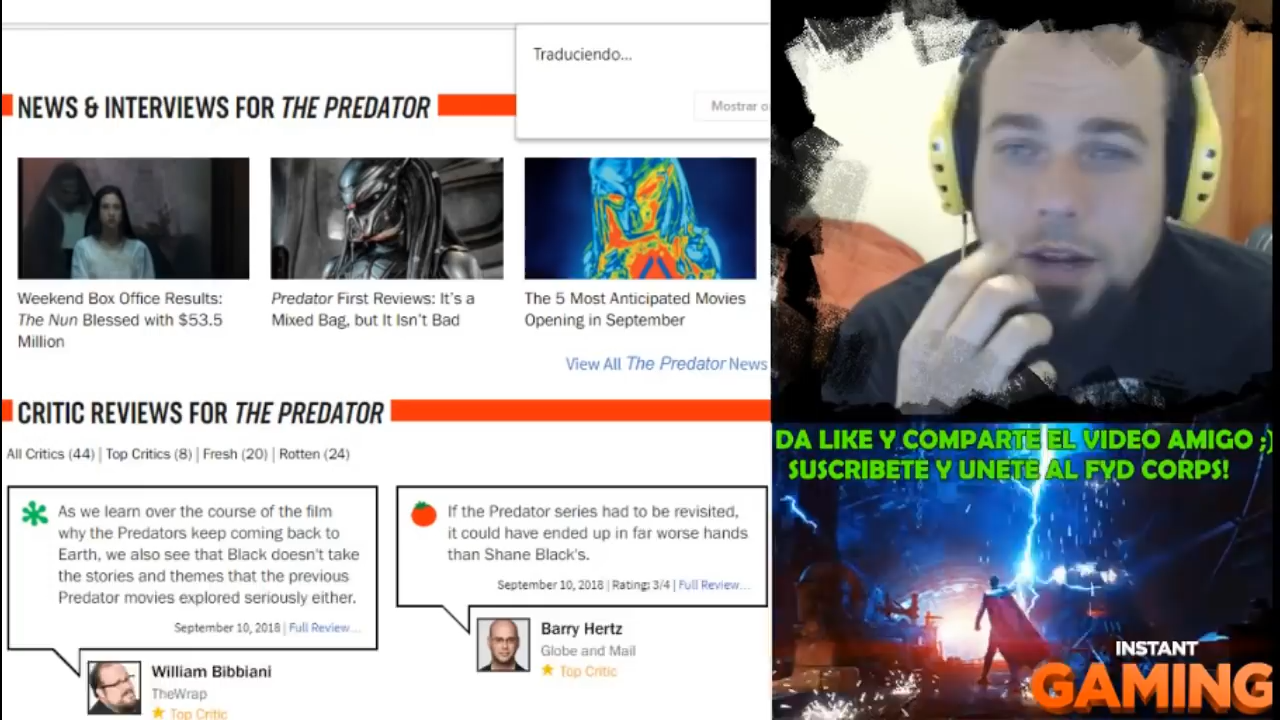 Traduciendo...
Mostrar o
NEWS & INTERVIEWS FOR THE PREDATOR
Weekend Box Office Results:
The Nun Blessed with $53.5
Million
Predator First Reviews: It's a
Mixed Bag, but It Isn't Bad
The 5 Most Anticipated Movies
Opening in September
View All The Predator News
CRITIC REVIEWS FOR THE PREDATOR
All Critics (44) | Top Critics (8) | Fresh (20) | Rotten (24)
As we learn over the course of the film
why the Predators keep coming back to
Earth, we also see that Black doesn't take
the stories and themes that the previous
Predator movies explored seriously either.
September 10, 2018 | Full Review...
William Bibbiani
TheWrap
Top Critic
If the Predator series had to be revisited,
it could have ended up in far worse hands
than Shane Black's.
September 10, 2018 | Rating: 3/4 | Full Review...
Barry Hertz
Globe and Mail
Top Critic
DA LIKE Y COMPARTE EL VIDEO AMIGO ;)
SUSCRIBETE Y UNETE AL FYD CORPS!
INSTANT
GAMING